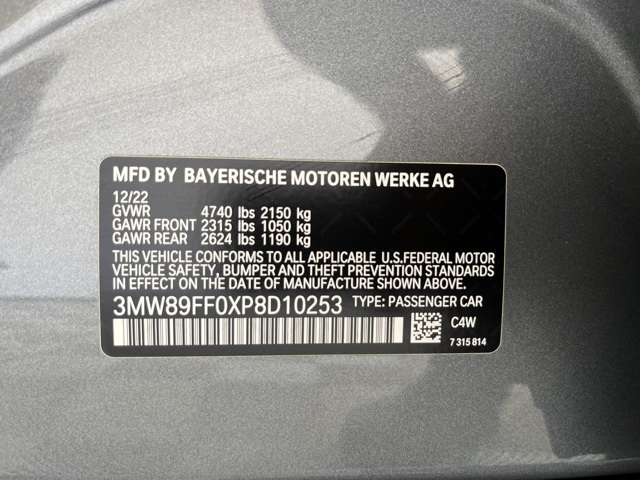 MFD BY BAYERISCHE MOTOREN WERKE AG
12/22
GVWR 4740 lbs 2150 kg
GAWR FRONT 2315 lbs 1050 kg
GAWR REAR 2624 lbs 1190 kg
THIS VEHICLE CONFORMS TO ALL APPLICABLE U.S.FEDERAL MOTOR
VEHICLE SAFETY, BUMPER AND THEFT PREVENTION STANDARDS
IN EFFECT ON THE DATE OF MANUFACTURE SHOWN ABOVE.
3MW89FF0XP8D10253 TYPE: PASSENGER CAR
C4W
7 315 814